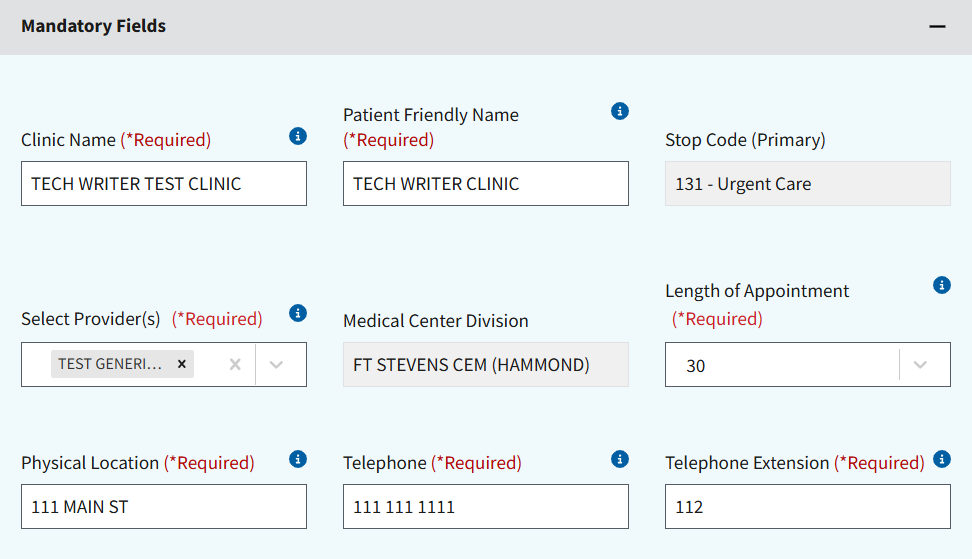 Mandatory Fields
Clinic Name (*Required)
Patient Friendly Name
(*Required)
Stop Code (Primary)
TECH WRITER TEST CLINIC
TECH WRITER CLINIC
131 - Urgent Care
Select Provider(s) (*Required)
Medical Center Division
Length of Appointment
(*Required)
TEST GENERI...
FT STEVENS CEM (HAMMOND)
30
Physical Location (*Required)
Telephone (*Required)
Telephone Extension (*Required)
111 MAIN ST
111 111 1111
112